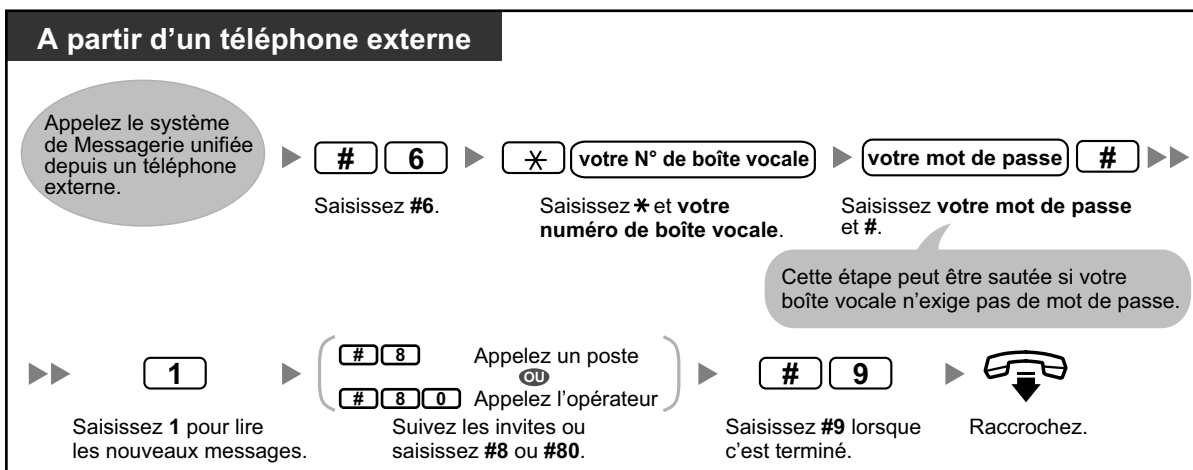 A partir d'un téléphone externe
Appelez le système
de Messagerie unifiée
depuis un téléphone
externe.
# 6
Saisissez #6.
* votre N° de boîte vocale
Saisissez * et votre
numéro de boîte vocale.
votre mot de passe #
Saisissez votre mot de passe
et #.
Cette étape peut être sautée si votre
boîte vocale n'exige pas de mot de passe.
1
Saisissez 1 pour lire
les nouveaux messages.
# 8 Appelez un poste
OU
# 8 0 Appelez l'opérateur
Suivez les invites ou
saisissez #8 ou #80.
# 9
Saisissez #9 lorsque
c'est terminé.
Raccrochez.